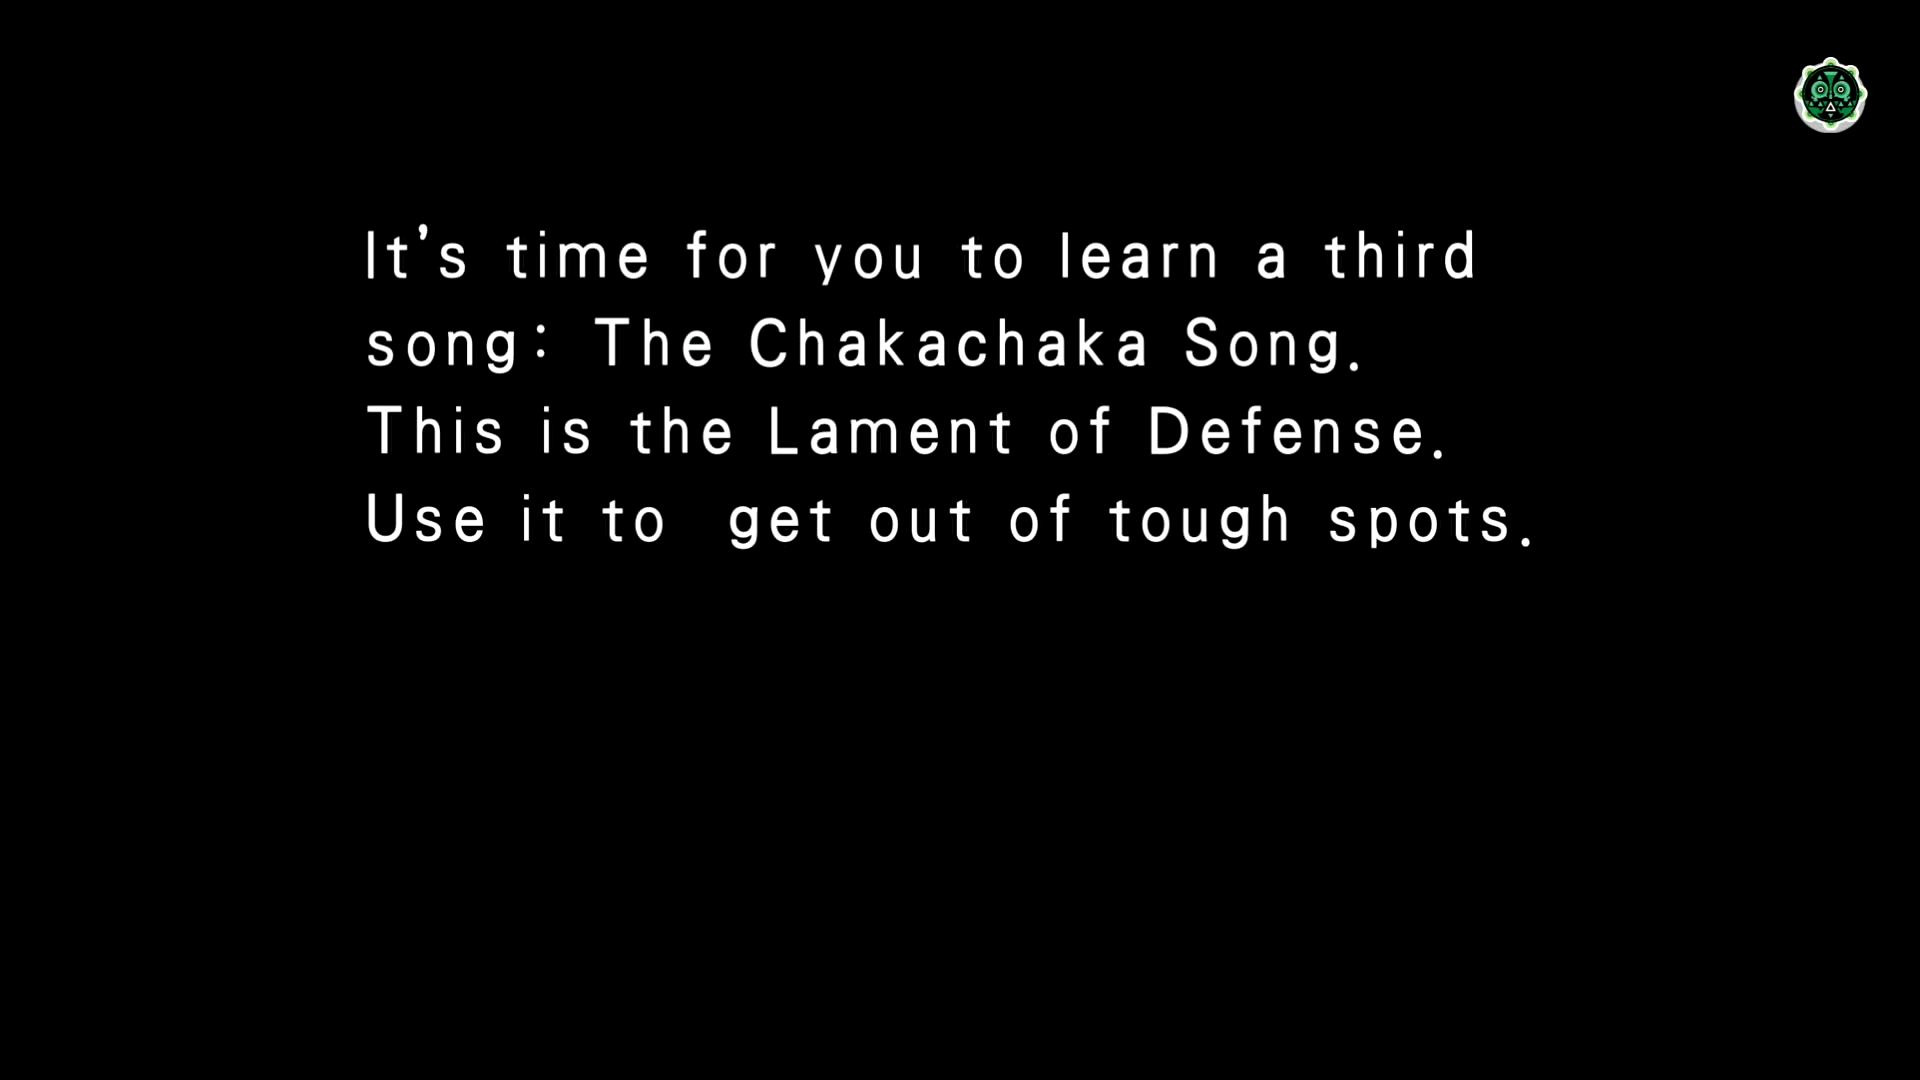 It's time for you to learn a third
song: The Chakachaka Song.
This is the Lament of Defense.
Use it to  get out of tough spots.